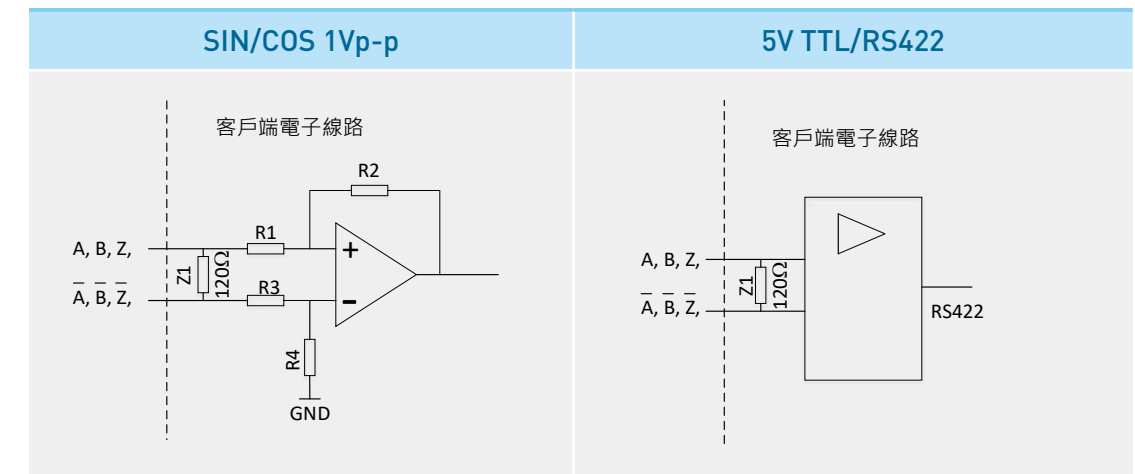 SIN/COS 1Vp-p
5V TTL/RS422
客戶端電子線路
R2
R1
+
A, B, Z,
Z1
120Ω
R3
A̅, B̅, Z̅,
-
R4
GND
客戶端電子線路
A, B, Z,
Z1
120Ω
A̅, B̅, Z̅,
RS422